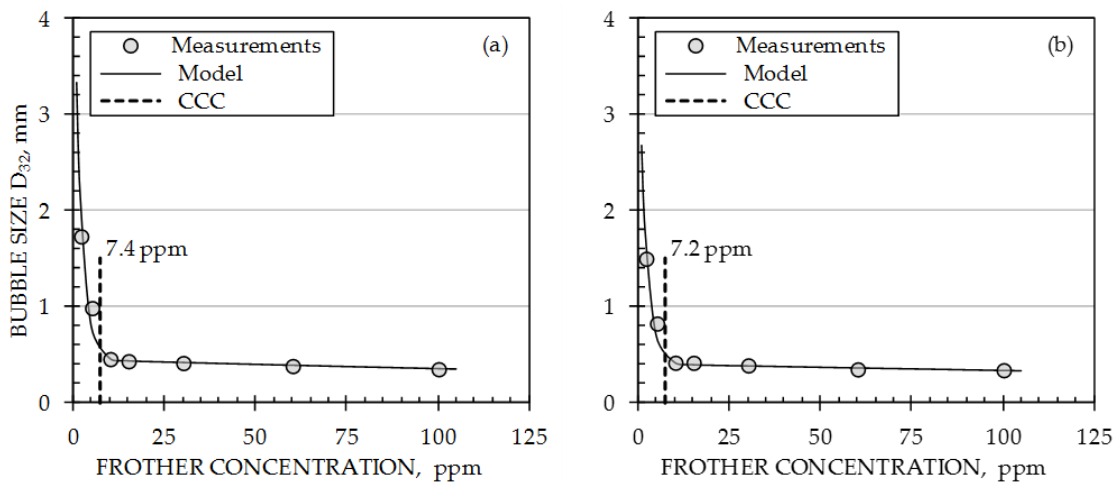 4
3
2
1
0
BUBBLE SIZE D32, mm
Measurements
Model
CCC
(a)
7.4 ppm
0 25 50 75 100 125
FROTHER CONCENTRATION, ppm
4
3
2
1
0
Measurements
Model
CCC
(b)
7.2 ppm
0 25 50 75 100 125
FROTHER CONCENTRATION, ppm